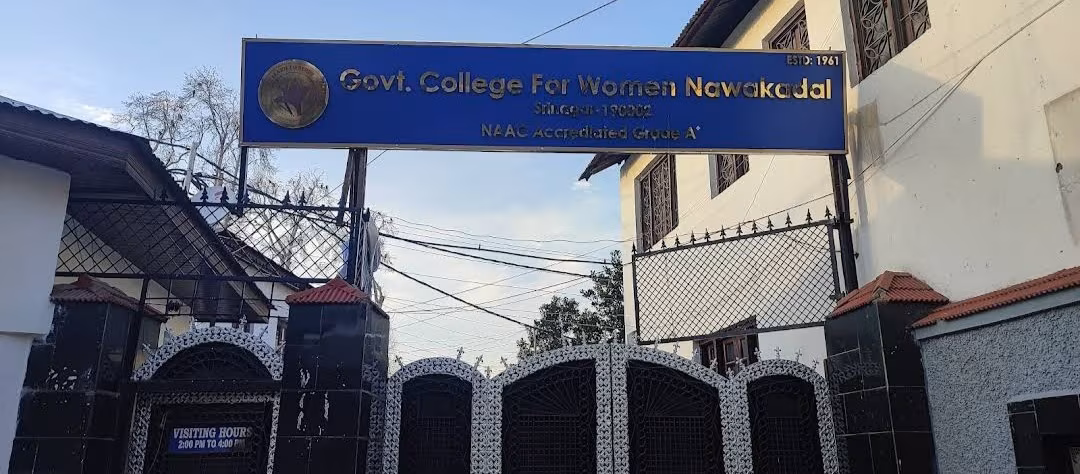 ESTD: 1961
Govt. College For Women Nawakadal
Srinagar-190002
NAAC Accrediated Grade A+
VISITING HOURS
2:00 PM TO 4:00 PM